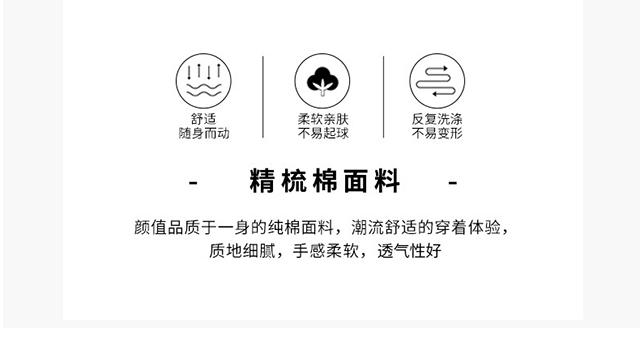 舒适
随身而动
柔软亲肤
不易起球
反复洗涤
不易变形
- 精梳棉面料 -
颜值品质于一身的纯棉面料，潮流舒适的穿着体验，
质地细腻，手感柔软，透气性好